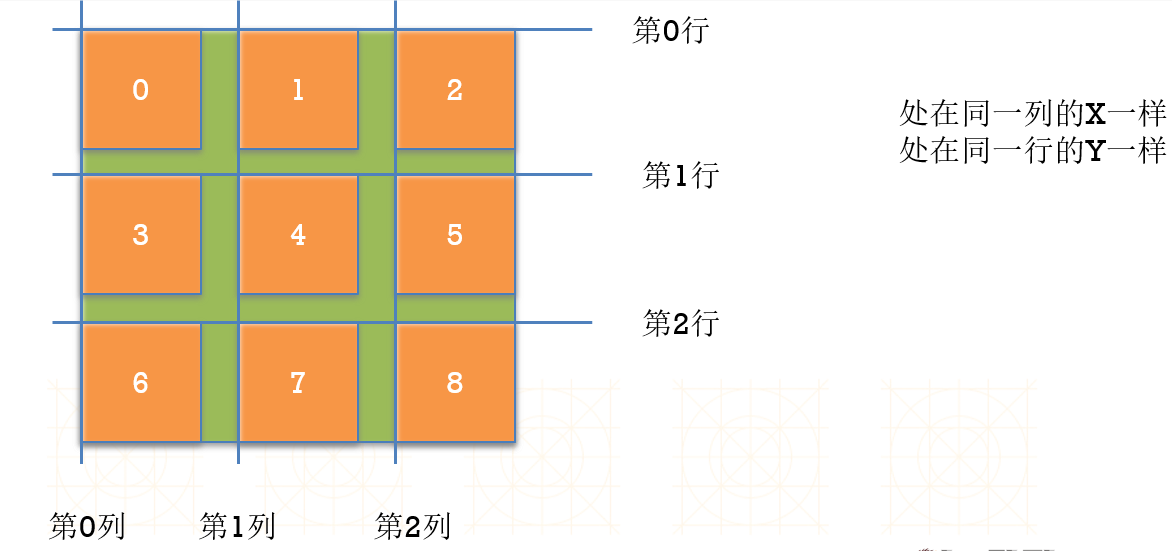 第0行
0 1 2
处在同一列的X一样
处在同一行的Y一样
第1行
3 4 5
第2行
6 7 8
第0列 第1列 第2列